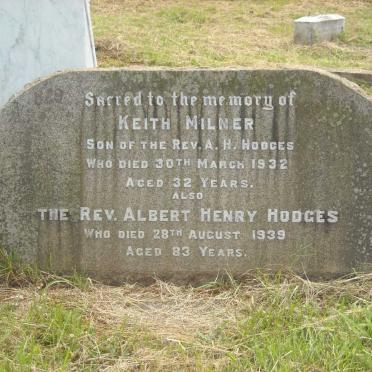 Sacred to the memory of
KEITH MILNER
SON OF THE REV. A. H. HODGES
WHO DIED 30TH MARCH 1932
AGED 32 YEARS.
ALSO
THE REV. ALBERT HENRY HODGES
WHO DIED 28TH AUGUST 1939
AGED 83 YEARS.